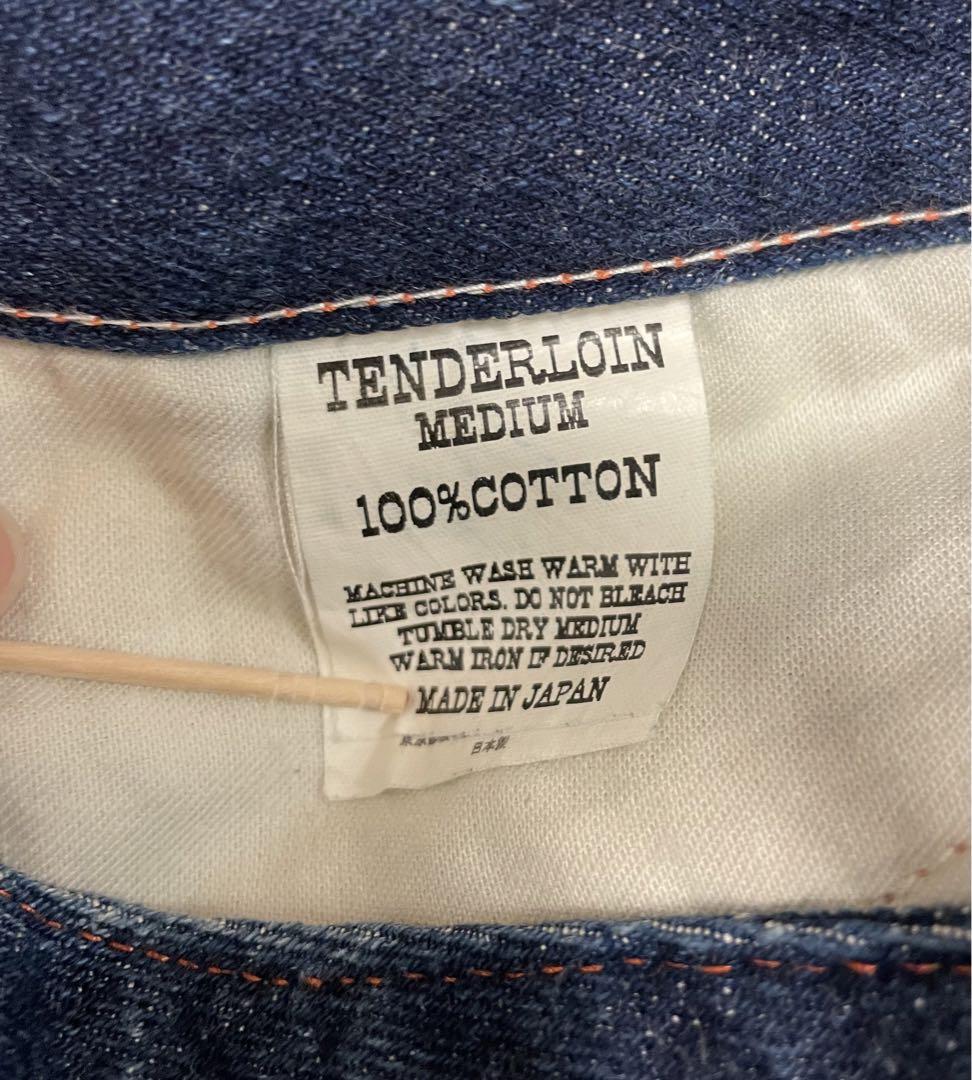 TENDERLOIN
MEDIUM
100%COTTON
MACHINE WASH WARM WITH
LIKE COLORS. DO NOT BLEACH
TUMBLE DRY MEDIUM
WARM IRON IF DESIRED
MADE IN JAPAN
日本製